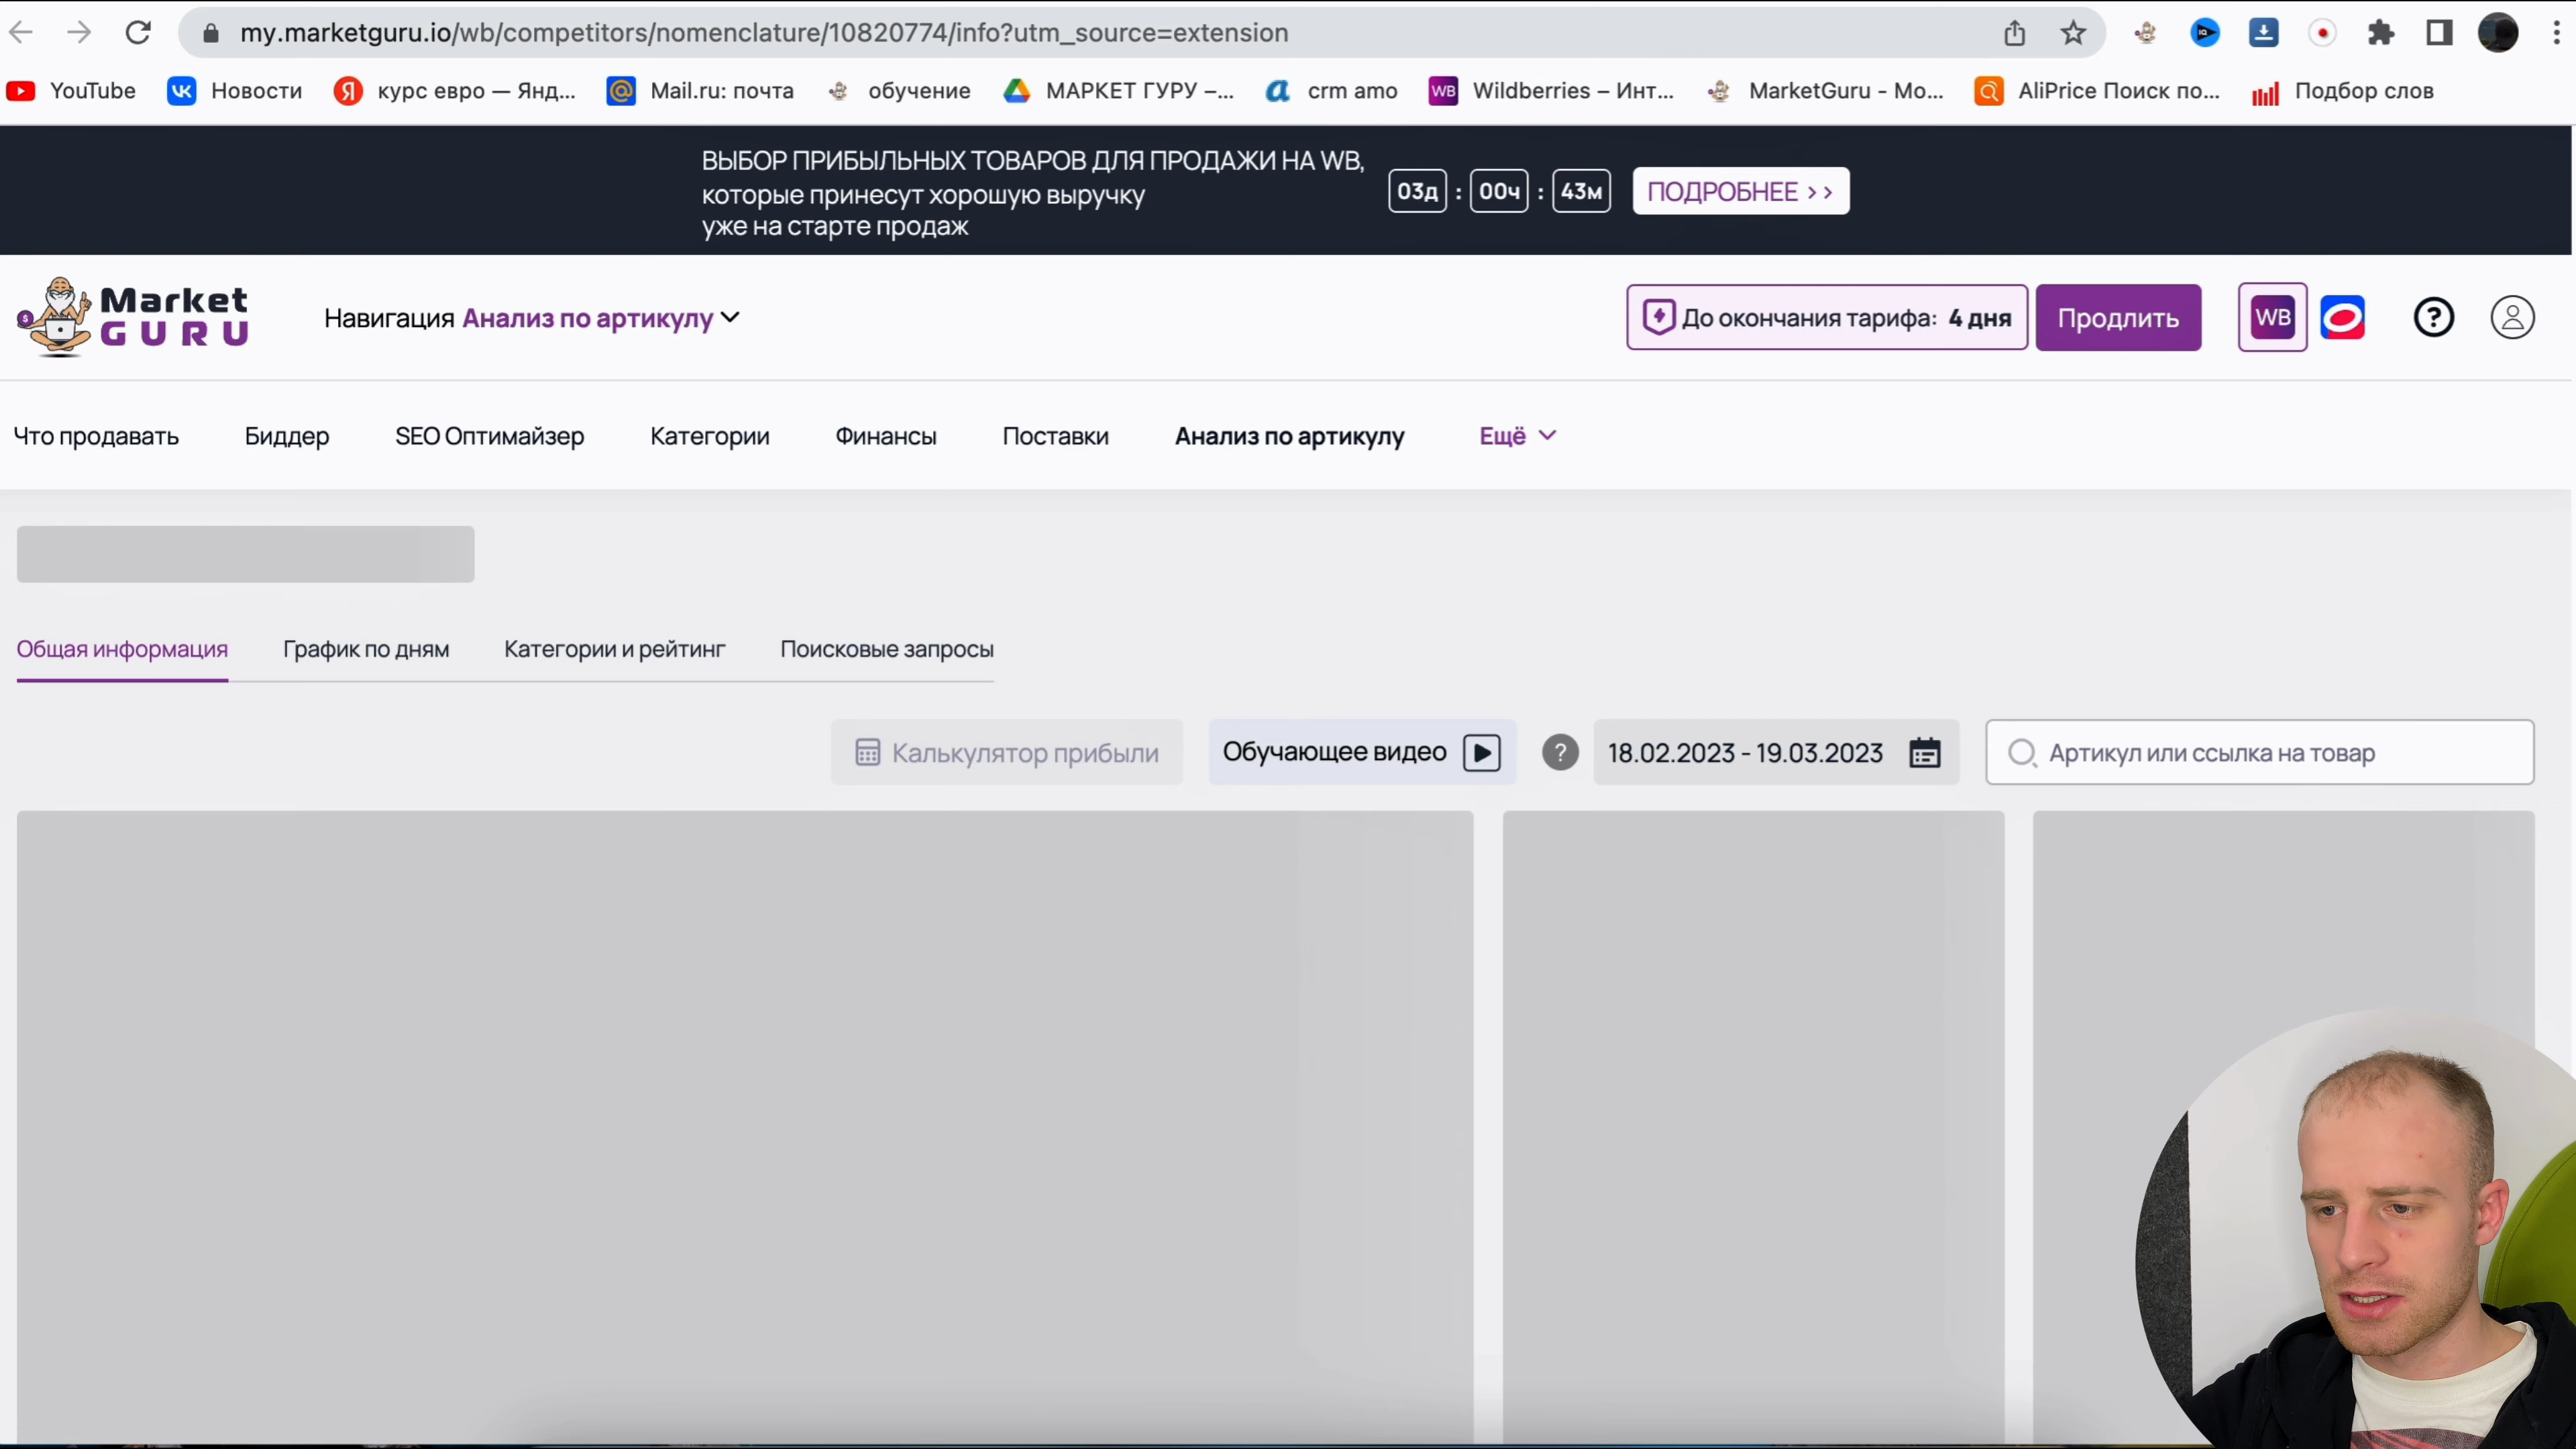 my.marketguru.io/wb/competitors/nomenclature/10820774/info?utm_source=extension
YouTube Новости курс евро — Янд... Mail.ru: почта обучение МАРКЕТ ГУРУ –... crm amo WB Wildberries – Инт... MarketGuru - Mo... AliPrice Поиск по... Подбор слов
ВЫБОР ПРИБЫЛЬНЫХ ТОВАРОВ ДЛЯ ПРОДАЖИ НА WB,
которые принесут хорошую выручку
уже на старте продаж
03д : 00ч : 43м
ПОДРОБНЕЕ >>
Market
GURU
Навигация Анализ по артикулу
До окончания тарифа: 4 дня
Продлить
WB
Что продавать Биддер SEO Оптимайзер Категории Финансы Поставки Анализ по артикулу Ещё
Общая информация График по дням Категории и рейтинг Поисковые запросы
Калькулятор прибыли Обучающее видео ? 18.02.2023 - 19.03.2023 Артикул или ссылка на товар